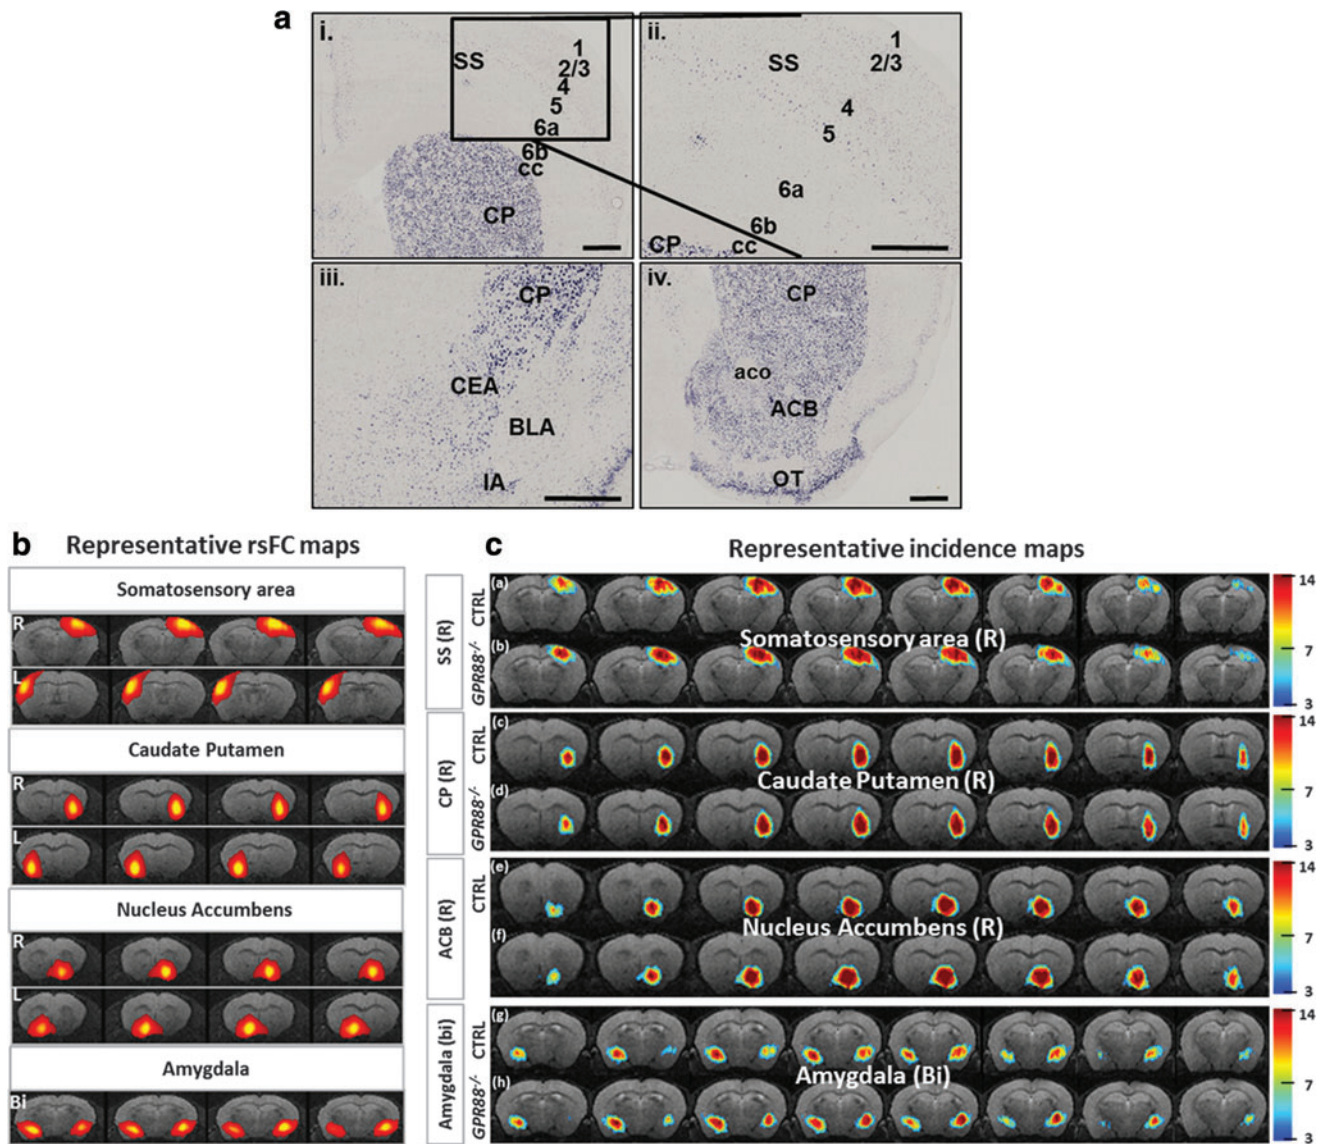 a
i.
SS
1
2/3
4
5
6a
6b
cc
CP
ii.
SS
1
2/3
4
5
6a
6b
CP
cc
iii.
CP
CEA
BLA
IA
iv.
CP
aco
ACB
OT
b Representative rsFC maps
Somatosensory area
R
L
Caudate Putamen
R
L
Nucleus Accumbens
R
L
Amygdala
Bi
c Representative incidence maps
SS (R)
CTRL
GPR88-/-
(a)
Somatosensory area (R)
(b)
14
7
3
CP (R)
CTRL
GPR88-/-
(c)
Caudate Putamen (R)
(d)
14
7
3
ACB (R)
CTRL
GPR88-/-
(e)
Nucleus Accumbens (R)
(f)
14
7
3
Amygdala (bi)
CTRL
GPR88-/-
(g)
Amygdala (Bi)
(h)
14
7
3